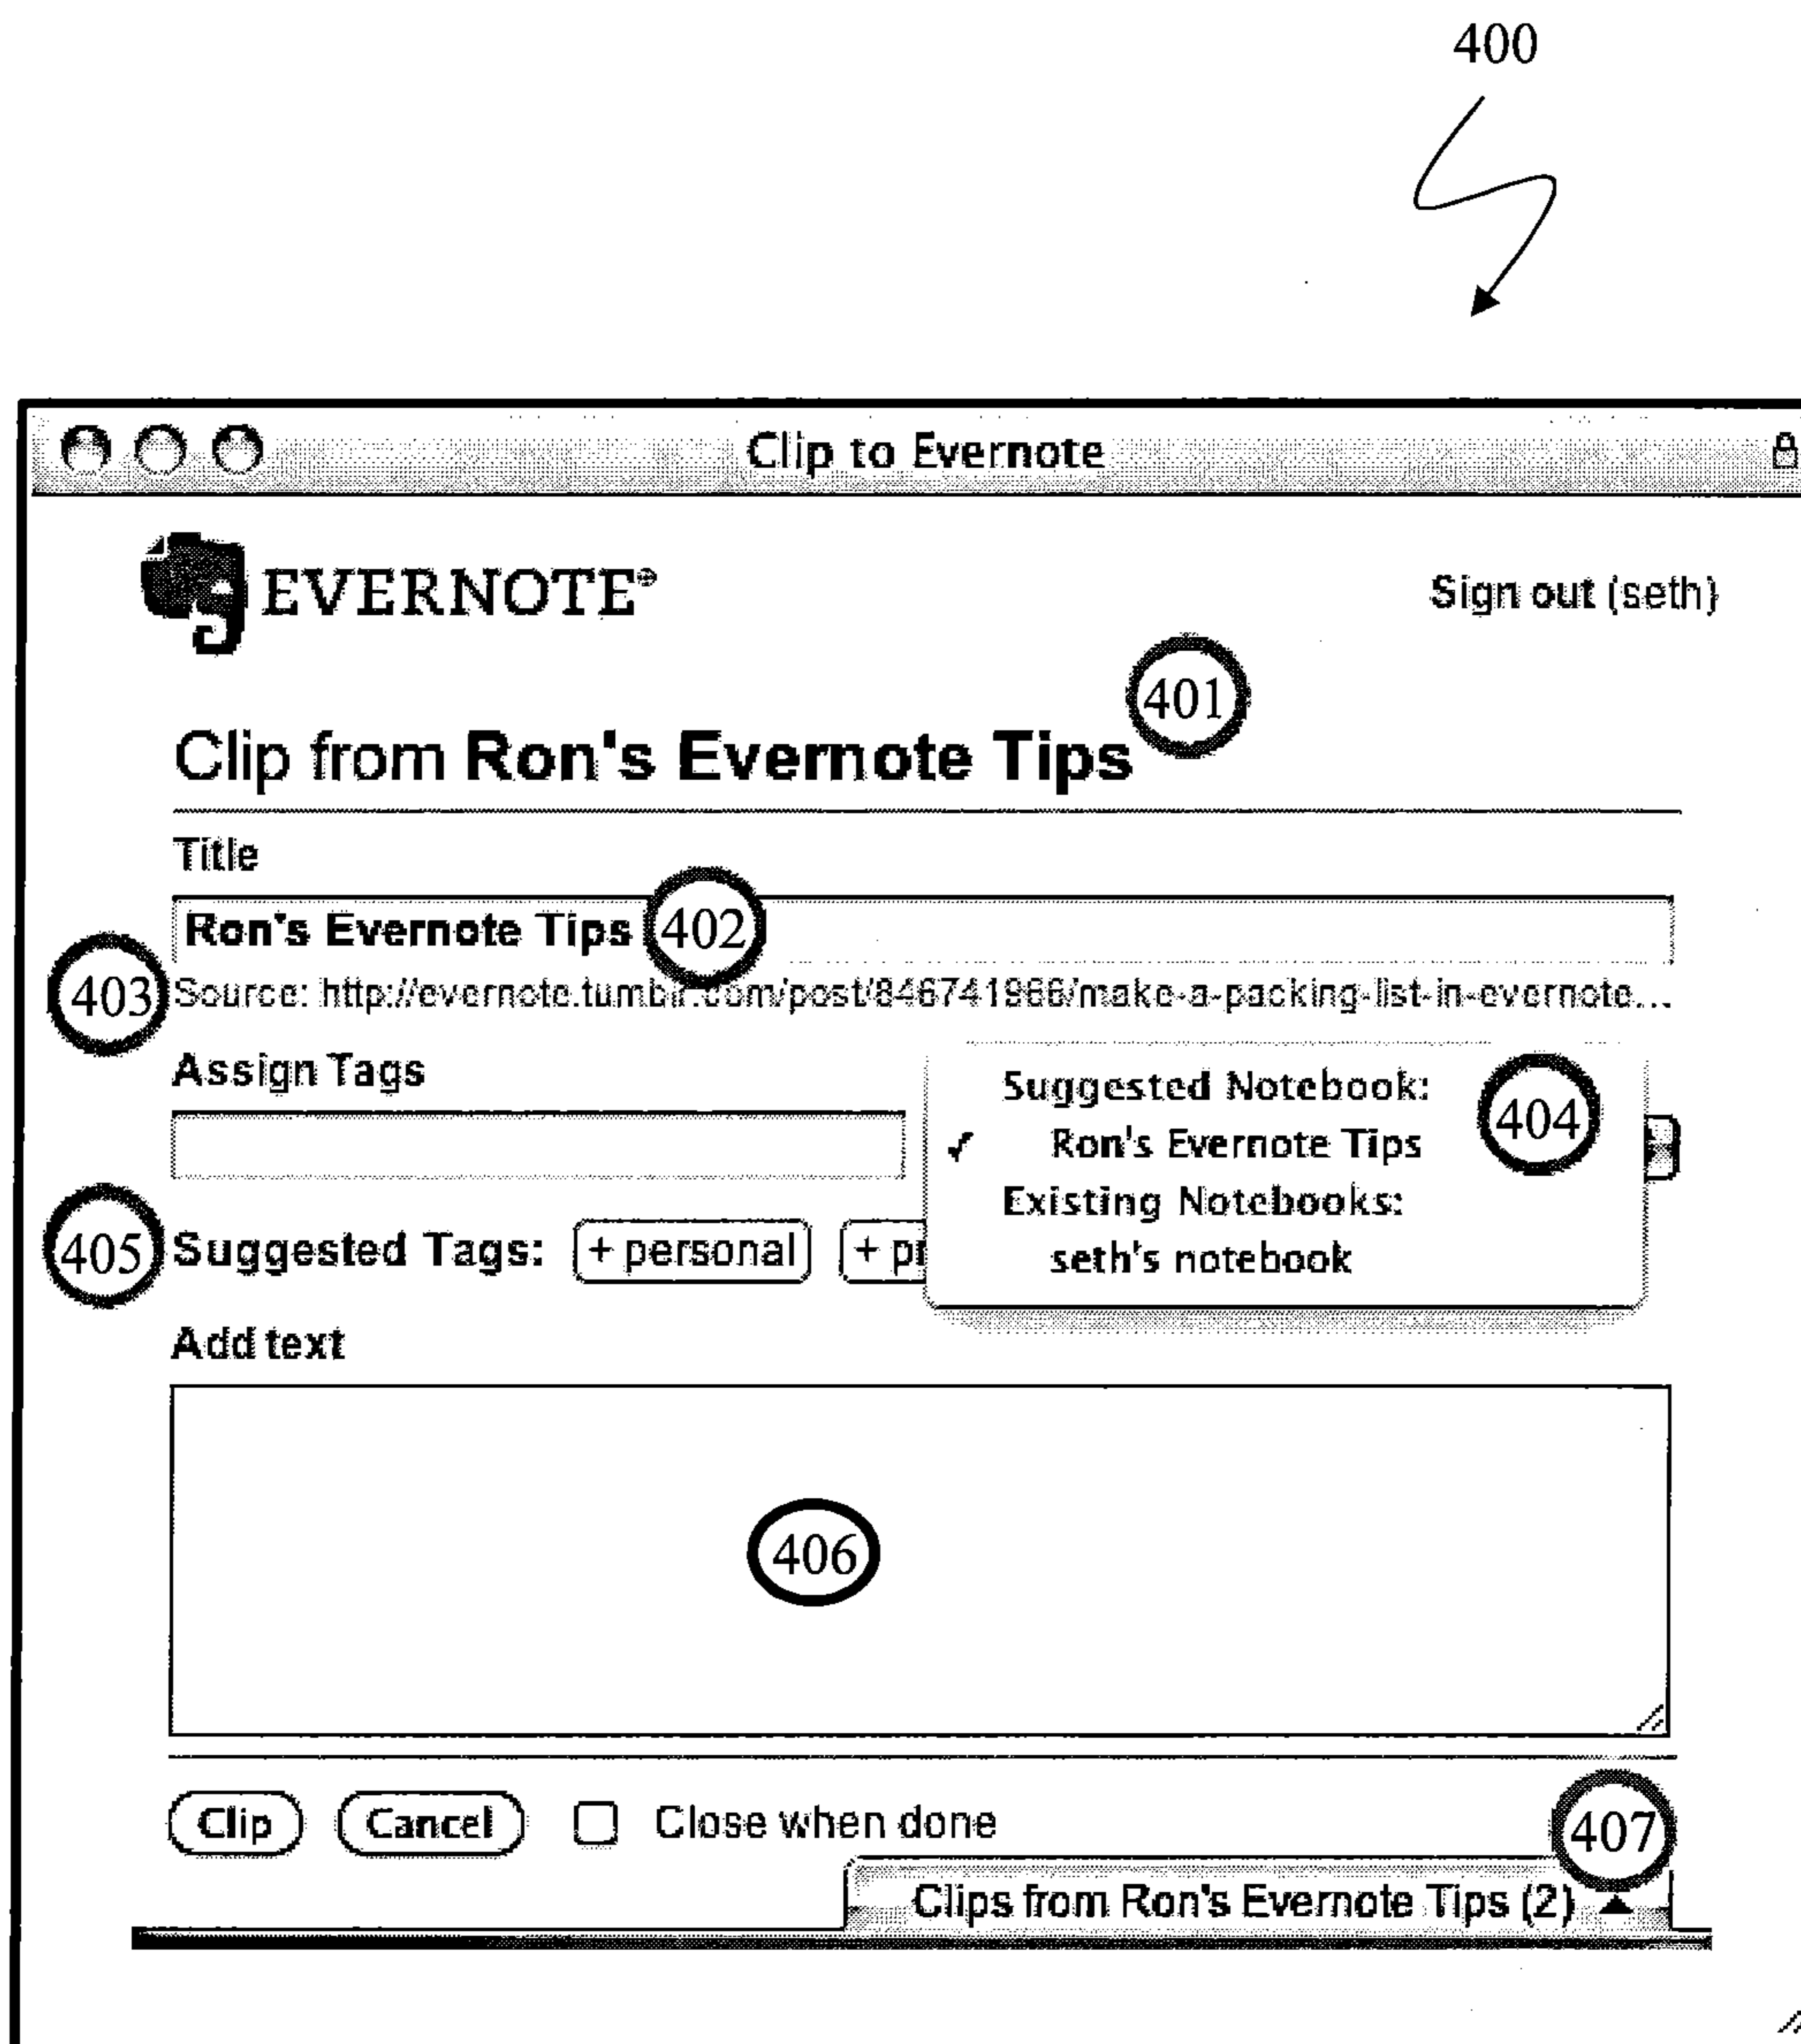 400
Clip to Evernote
EVERNOTE®
Sign out (seth)
401
Clip from Ron's Evernote Tips
Title
Ron's Evernote Tips 402
403 Source: http://evernote.tumblr.com/post/846741966/make-a-packing-list-in-evernote...
Assign Tags
Suggested Notebook:
404
✓ Ron's Evernote Tips
Existing Notebooks:
seth's notebook
405 Suggested Tags: + personal + pr
Add text
406
Clip Cancel Close when done
407
Clips from Ron's Evernote Tips (2)